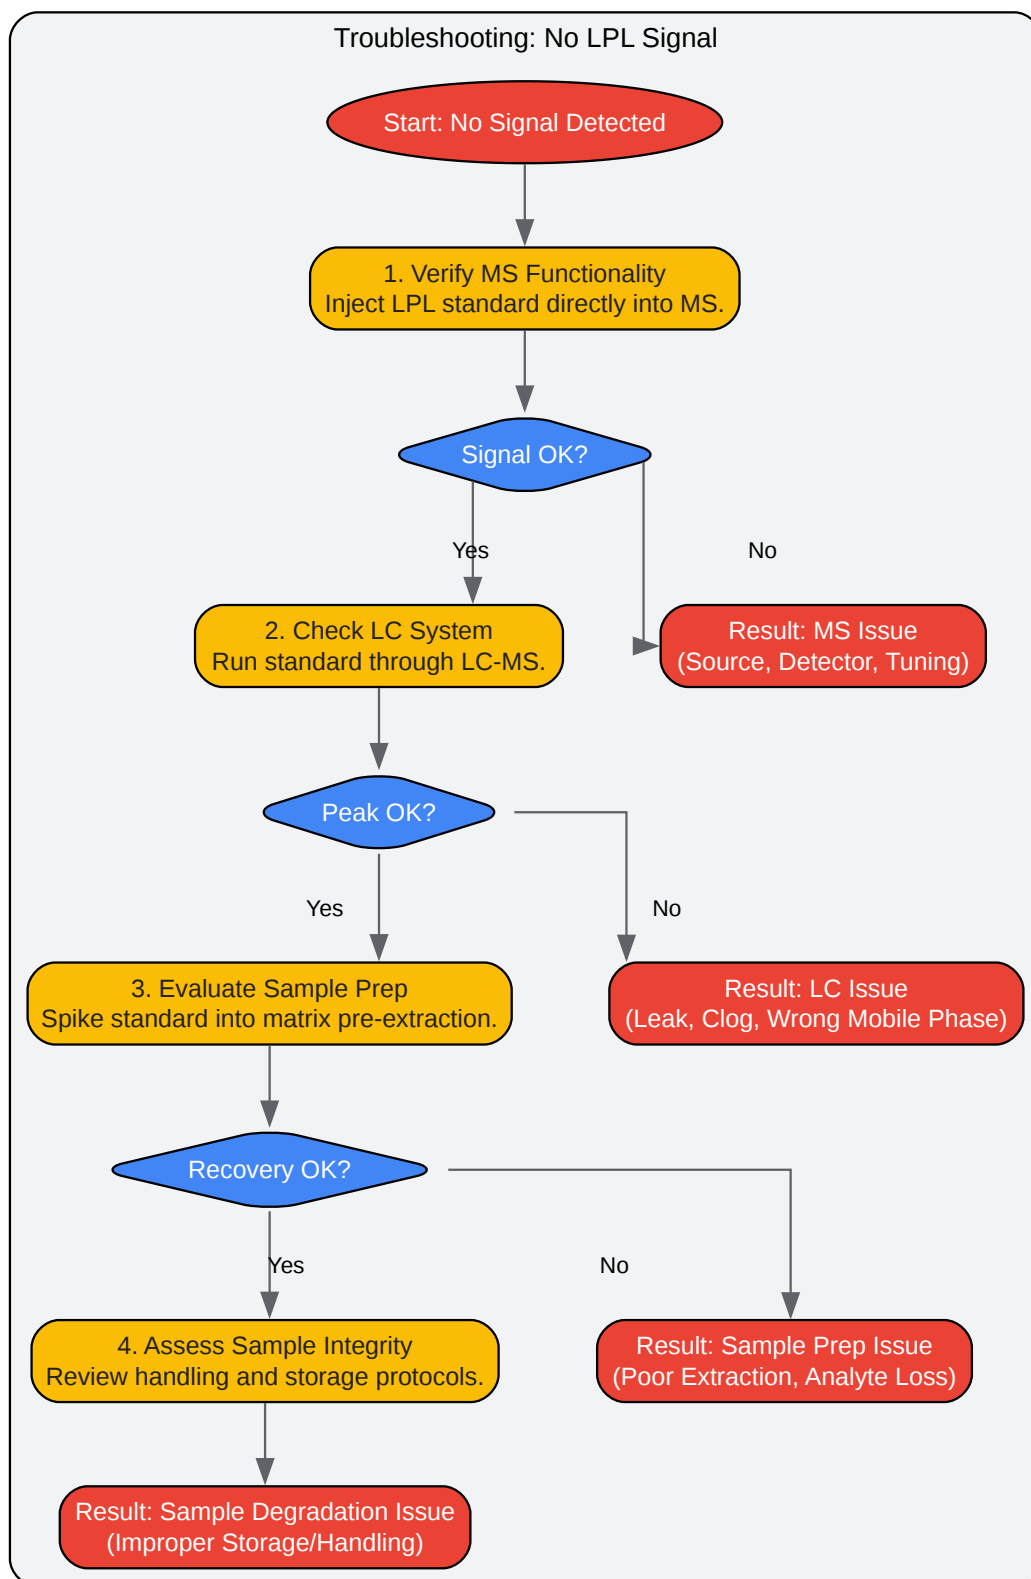 Troubleshooting: No LPL Signal
Start: No Signal Detected
1. Verify MS Functionality
Inject LPL standard directly into MS.
Signal OK?
Yes
No
2. Check LC System
Run standard through LC-MS.
Result: MS Issue
(Source, Detector, Tuning)
Peak OK?
Yes
No
3. Evaluate Sample Prep
Spike standard into matrix pre-extraction.
Result: LC Issue
(Leak, Clog, Wrong Mobile Phase)
Recovery OK?
Yes
No
4. Assess Sample Integrity
Review handling and storage protocols.
Result: Sample Prep Issue
(Poor Extraction, Analyte Loss)
Result: Sample Degradation Issue
(Improper Storage/Handling)